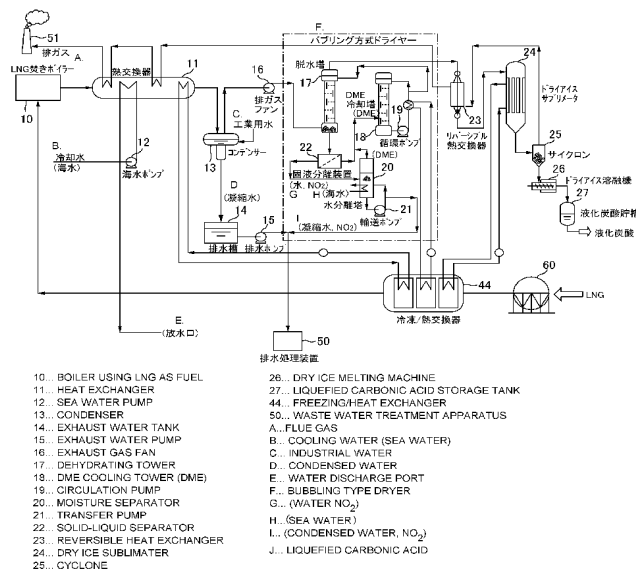 51
排ガス
A.
LNG焚きボイラー
10
熱交換器
11
B.
冷却水
(海水)
12
海水ポンプ
C.
工業用水
コンデンサー
13
D
(凝縮水)
14
排水槽
15
排水ポンプ
E.
(放水口)
16
排ガス
ファン
F.
バブリング方式ドライヤー
脱水塔
17
DME
冷却塔
(DME)
18
19
循環ポンプ
22
固液分離装置
(水, NO2)
G
(DME)
20
H(海水)
水分離塔
21
輸送ポンプ
I
(凝縮水, NO2)
23
リバーシブル
熱交換器
24
ドライアイス
サブリメータ
25
サイクロン
26
ドライアイス溶融機
27
液化炭酸貯槽
液化炭酸
J
44
冷凍/熱交換器
60
LNG
50
排水処理装置
10... BOILER USING LNG AS FUEL
11... HEAT EXCHANGER
12... SEA WATER PUMP
13... CONDENSER
14... EXHAUST WATER TANK
15... EXHAUST WATER PUMP
16... EXHAUST GAS FAN
17... DEHYDRATING TOWER
18... DME COOLING TOWER (DME)
19... CIRCULATION PUMP
20... MOISTURE SEPARATOR
21... TRANSFER PUMP
22... SOLID-LIQUID SEPARATOR
23... REVERSIBLE HEAT EXCHANGER
24... DRY ICE SUBLIMATER
25... CYCLONE
26... DRY ICE MELTING MACHINE
27... LIQUEFIED CARBONIC ACID STORAGE TANK
44... FREEZING/HEAT EXCHANGER
50... WASTE WATER TREATMENT APPARATUS
A... FLUE GAS
B... COOLING WATER (SEA WATER)
C... INDUSTRIAL WATER
D... CONDENSED WATER
E... WATER DISCHARGE PORT
F... BUBBLING TYPE DRYER
G... (WATER NO2)
H... (SEA WATER)
I... (CONDENSED WATER, NO2)
J... LIQUEFIED CARBONIC ACID